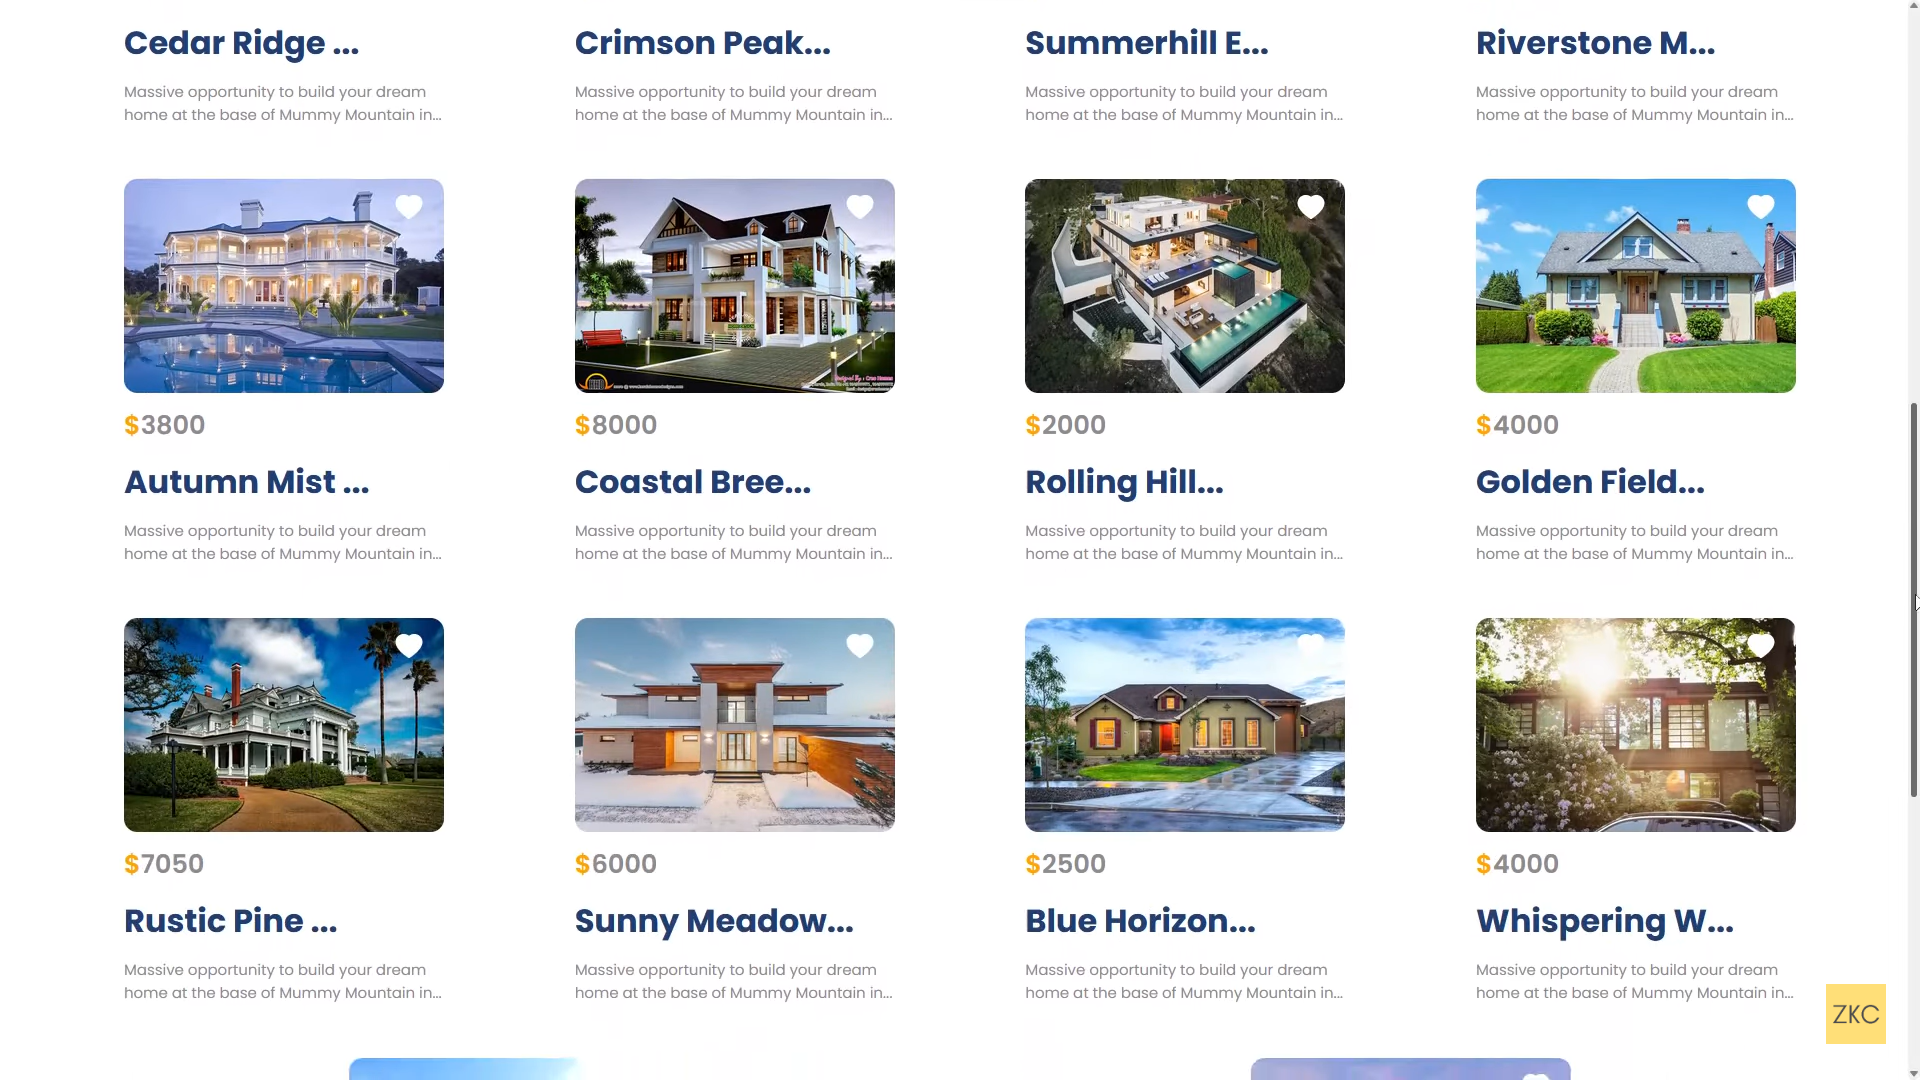 Cedar Ridge ...
Crimson Peak...
Summerhill E...
Riverstone M...
Massive opportunity to build your dream
home at the base of Mummy Mountain in...
Massive opportunity to build your dream
home at the base of Mummy Mountain in...
Massive opportunity to build your dream
home at the base of Mummy Mountain in...
Massive opportunity to build your dream
home at the base of Mummy Mountain in...
$3800
$8000
$2000
$4000
Autumn Mist ...
Coastal Bree...
Rolling Hill...
Golden Field...
Massive opportunity to build your dream
home at the base of Mummy Mountain in...
Massive opportunity to build your dream
home at the base of Mummy Mountain in...
Massive opportunity to build your dream
home at the base of Mummy Mountain in...
Massive opportunity to build your dream
home at the base of Mummy Mountain in...
$7050
$6000
$2500
$4000
Rustic Pine ...
Sunny Meadow...
Blue Horizon...
Whispering W...
Massive opportunity to build your dream
home at the base of Mummy Mountain in...
Massive opportunity to build your dream
home at the base of Mummy Mountain in...
Massive opportunity to build your dream
home at the base of Mummy Mountain in...
Massive opportunity to build your dream
home at the base of Mummy Mountain in...
ZKC